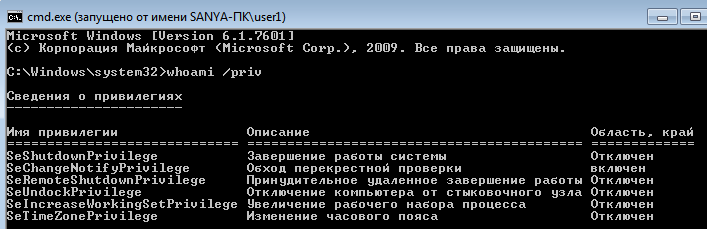 cmd.exe (запущено от имени SANYA-ПК\user1)
Microsoft Windows [Version 6.1.7601]
(c) Корпорация Майкрософт (Microsoft Corp.), 2009. Все права защищены.
C:\Windows\system32>whoami /priv
Сведения о привилегиях
----------------------
Имя привилегии Описание Область, край
============================= ========================================== =============
SeShutdownPrivilege Завершение работы системы Отключен
SeChangeNotifyPrivilege Обход перекрестной проверки включен
SeRemoteShutdownPrivilege Принудительное удаленное завершение работы Отключен
SeUndockPrivilege Отключение компьютера от стыковочного узла Отключен
SeIncreaseWorkingSetPrivilege Увеличение рабочего набора процесса Отключен
SeTimeZonePrivilege Изменение часового пояса Отключен